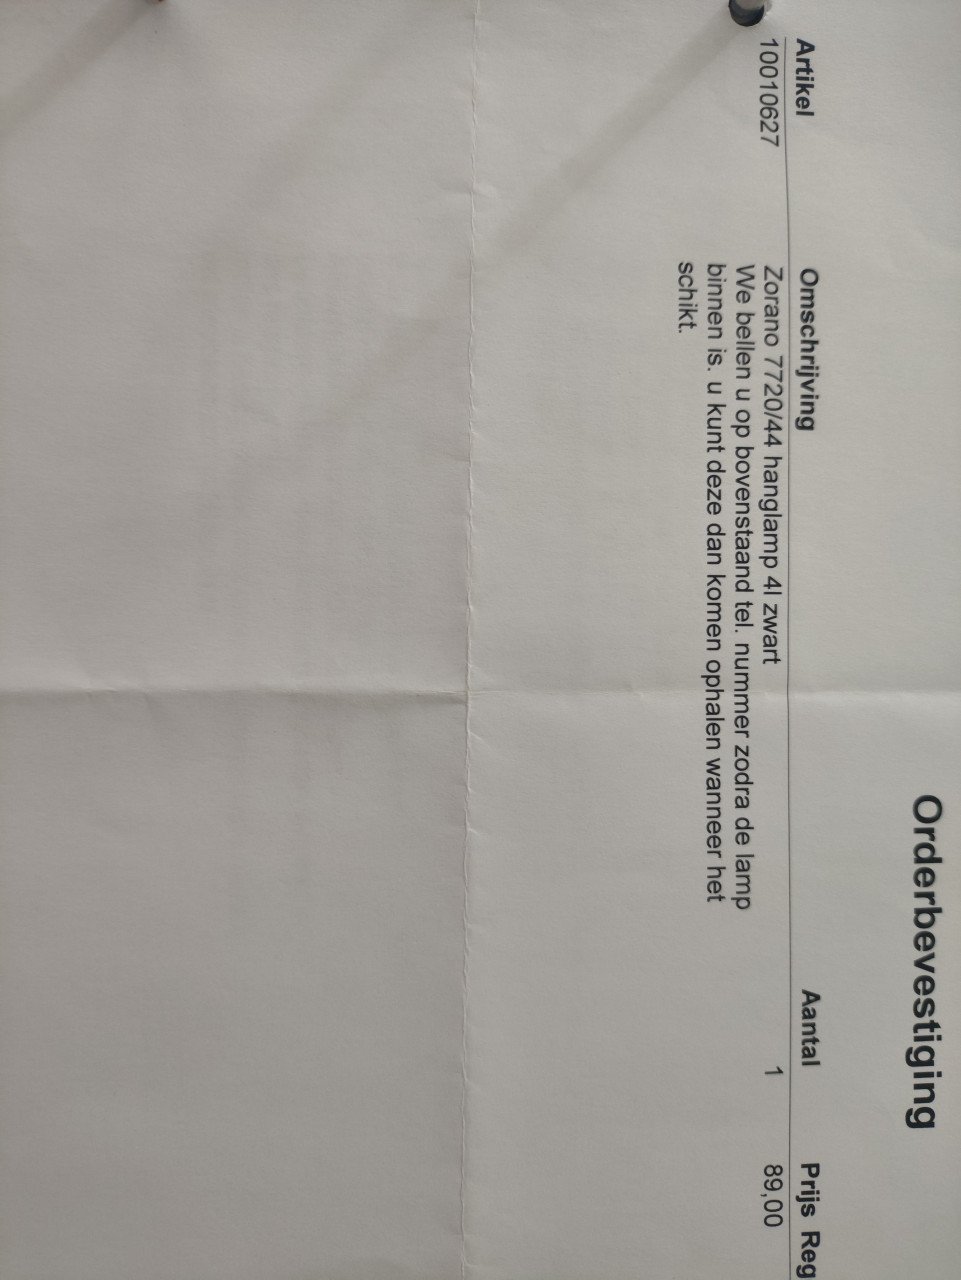 Orderbevestiging
Artikel Omschrijving Aantal Prijs Reg
10010627 Zorano 7720/44 hanglamp 4l zwart 1 89,00
We bellen u op bovenstaand tel. nummer zodra de lamp
binnen is. u kunt deze dan komen ophalen wanneer het
schikt.